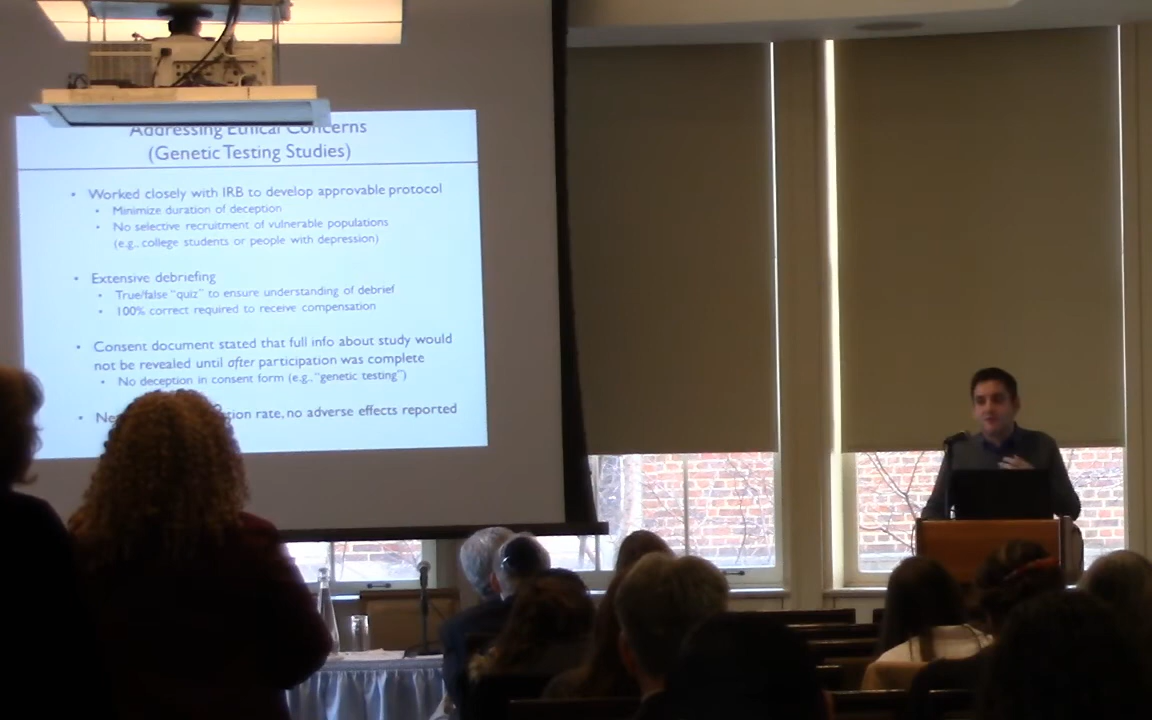 Addressing Ethical Concerns
(Genetic Testing Studies)
• Worked closely with IRB to develop approvable protocol
• Minimize duration of deception
• No selective recruitment of vulnerable populations
(e.g., college students or people with depression)
• Extensive debriefing
• True/false "quiz" to ensure understanding of debrief
• 100% correct required to receive compensation
• Consent document stated that full info about study would
not be revealed until after participation was complete
• No deception in consent form (e.g., "genetic testing")
• rate, no adverse effects reported